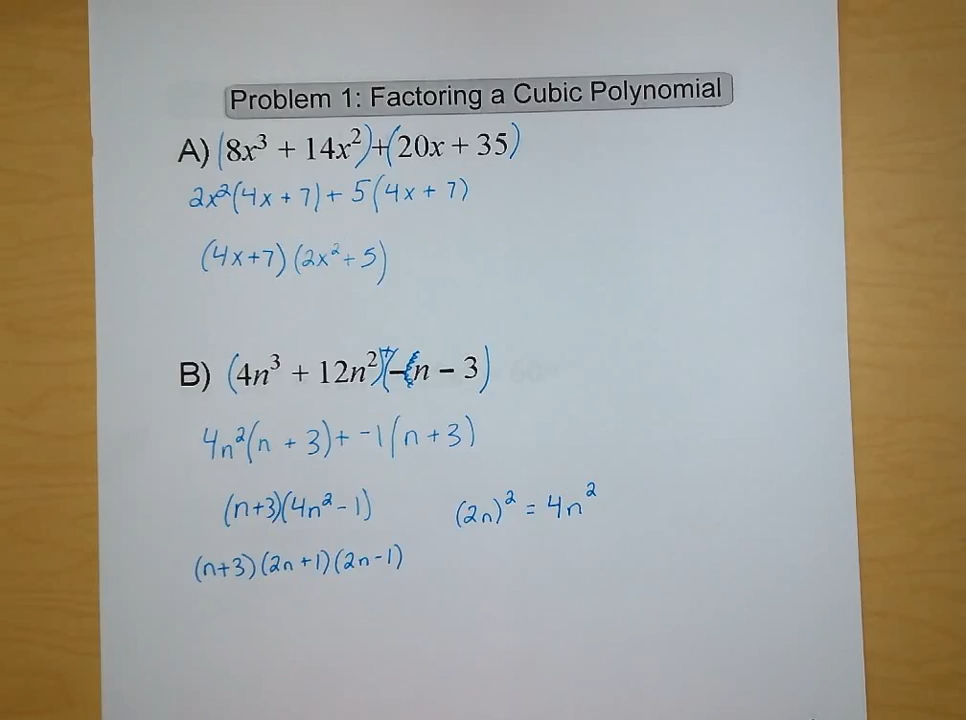 Problem 1: Factoring a Cubic Polynomial
A) (8x³ + 14x²)+(20x + 35)
2x²(4x + 7) + 5(4x + 7)
(4x+7)(2x²+5)
B) (4n³ + 12n²)+(-n - 3)
4n²(n + 3) + -1(n+3)
(n+3)(4n² - 1) (2n)² = 4n²
(n+3)(2n+1)(2n-1)